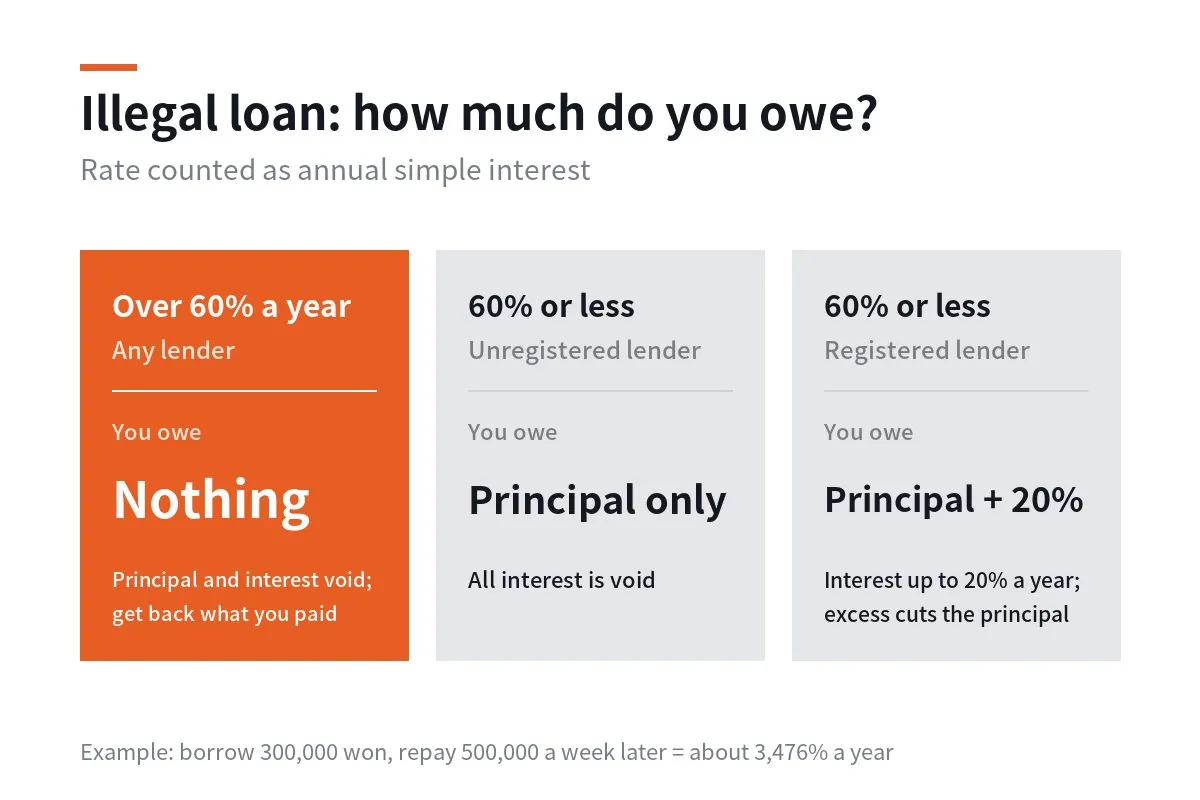 Illegal loan: how much do you owe?
Rate counted as annual simple interest
Over 60% a year
Any lender
You owe
Nothing
Principal and interest void;
get back what you paid
60% or less
Unregistered lender
You owe
Principal only
All interest is void
60% or less
Registered lender
You owe
Principal + 20%
Interest up to 20% a year;
excess cuts the principal
Example: borrow 300,000 won, repay 500,000 a week later = about 3,476% a year